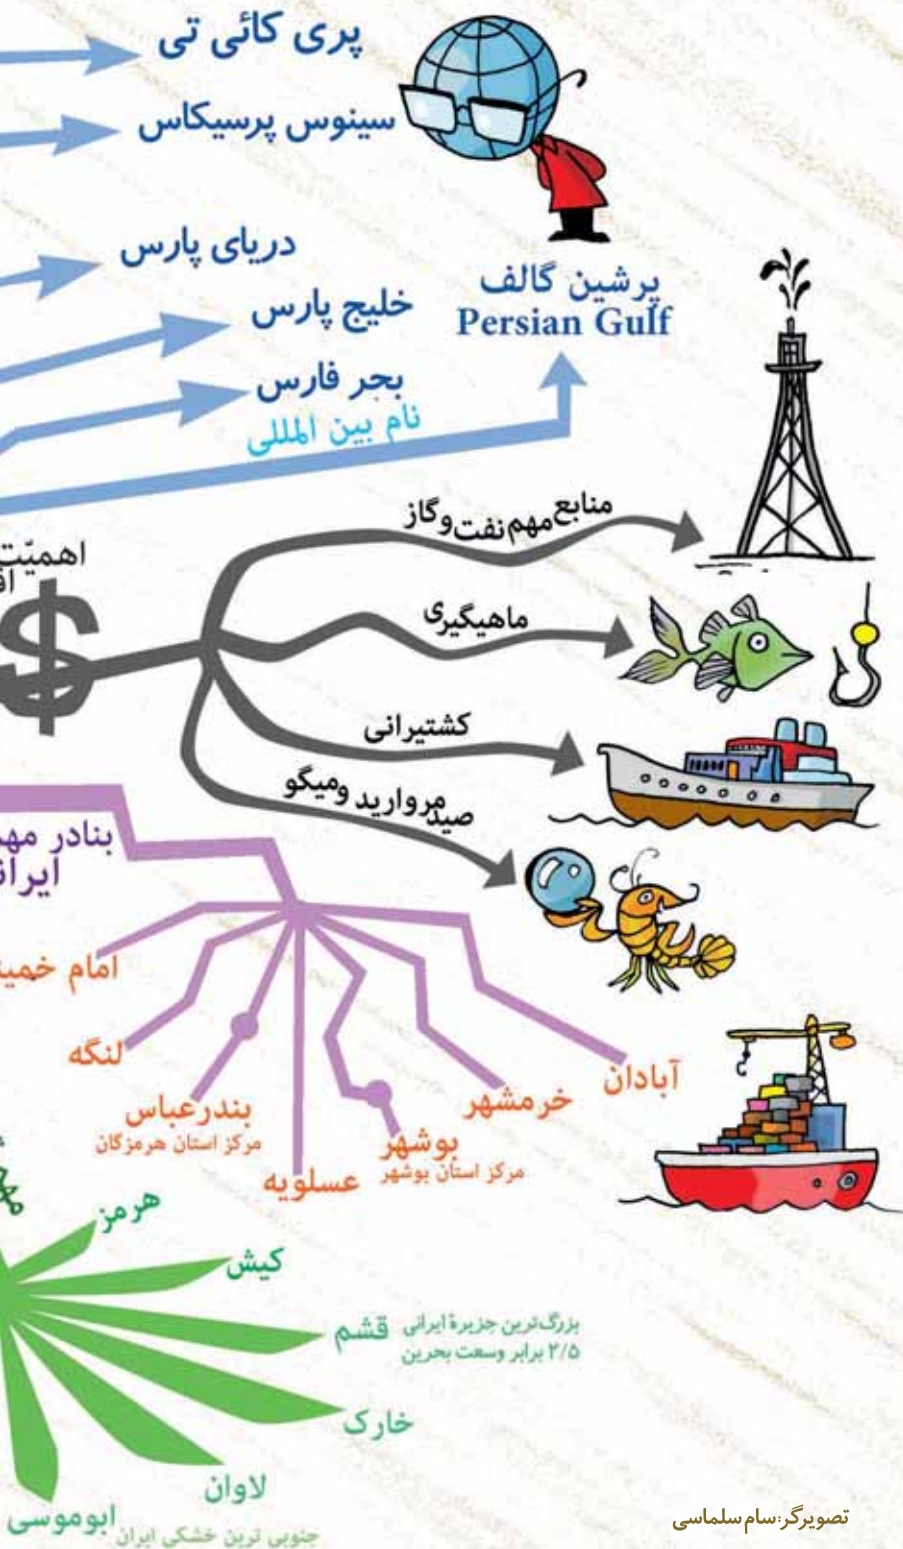 پری کائی تی
سینوس پرسیکاس
دریای پارس
خلیج پارس
بحر فارس
نام بین المللی
پرشین گالف
Persian Gulf
اهمیّت
منابع مهم نفت و گاز
ماهیگیری
کشتیرانی
صید مروارید و میگو
بنادر
امام
لنگه
بندرعباس
مرکز استان هرمزگان
عسلویه
بوشهر
مرکز استان بوشهر
خرمشهر
آبادان
هرمز
کیش
قشم
بزرگ‌ترین جزیرهٔ ایرانی
۲/۵ برابر وسعت بحرین
خارک
لاوان
ابوموسی
جنوبی ترین خشکی ایران
تصویرگر: سام سلماسی